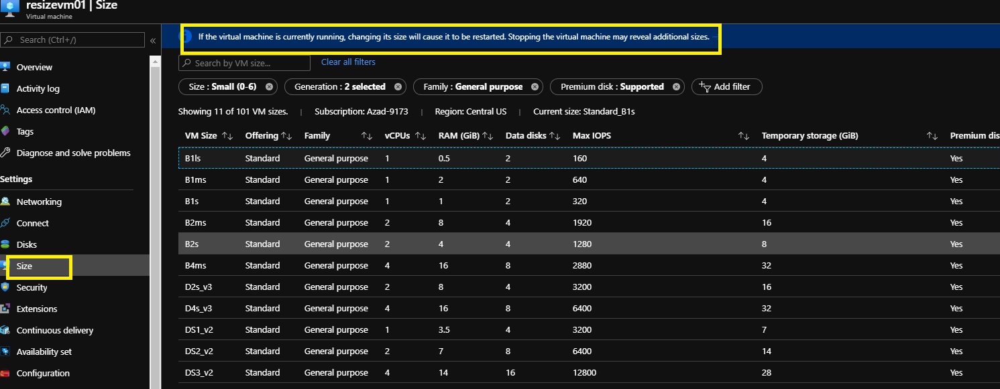 resizevm01 | Size
Virtual machine
Search (Ctrl+/)
«
Overview
Activity log
Access control (IAM)
Tags
Diagnose and solve problems
Settings
Networking
Connect
Disks
Size
Security
Extensions
Continuous delivery
Availability set
Configuration
If the virtual machine is currently running, changing its size will cause it to be restarted. Stopping the virtual machine may reveal additional sizes.
Search by VM size... Clear all filters
Size : Small (0-6) Generation : 2 selected Family : General purpose Premium disk : Supported Add filter
Showing 11 of 101 VM sizes. | Subscription: Azad-9173 | Region: Central US | Current size: Standard_B1s
VM Size Offering Family vCPUs RAM (GiB) Data disks Max IOPS Temporary storage (GiB) Premium dis
B1ls Standard General purpose 1 0.5 2 160 4 Yes
B1ms Standard General purpose 1 2 2 640 4 Yes
B1s Standard General purpose 1 1 2 320 4 Yes
B2ms Standard General purpose 2 8 4 1920 16 Yes
B2s Standard General purpose 2 4 4 1280 8 Yes
B4ms Standard General purpose 4 16 8 2880 32 Yes
D2s_v3 Standard General purpose 2 8 4 3200 16 Yes
D4s_v3 Standard General purpose 4 16 8 6400 32 Yes
DS1_v2 Standard General purpose 1 3.5 4 3200 7 Yes
DS2_v2 Standard General purpose 2 7 8 6400 14 Yes
DS3_v2 Standard General purpose 4 14 16 12800 28 Yes